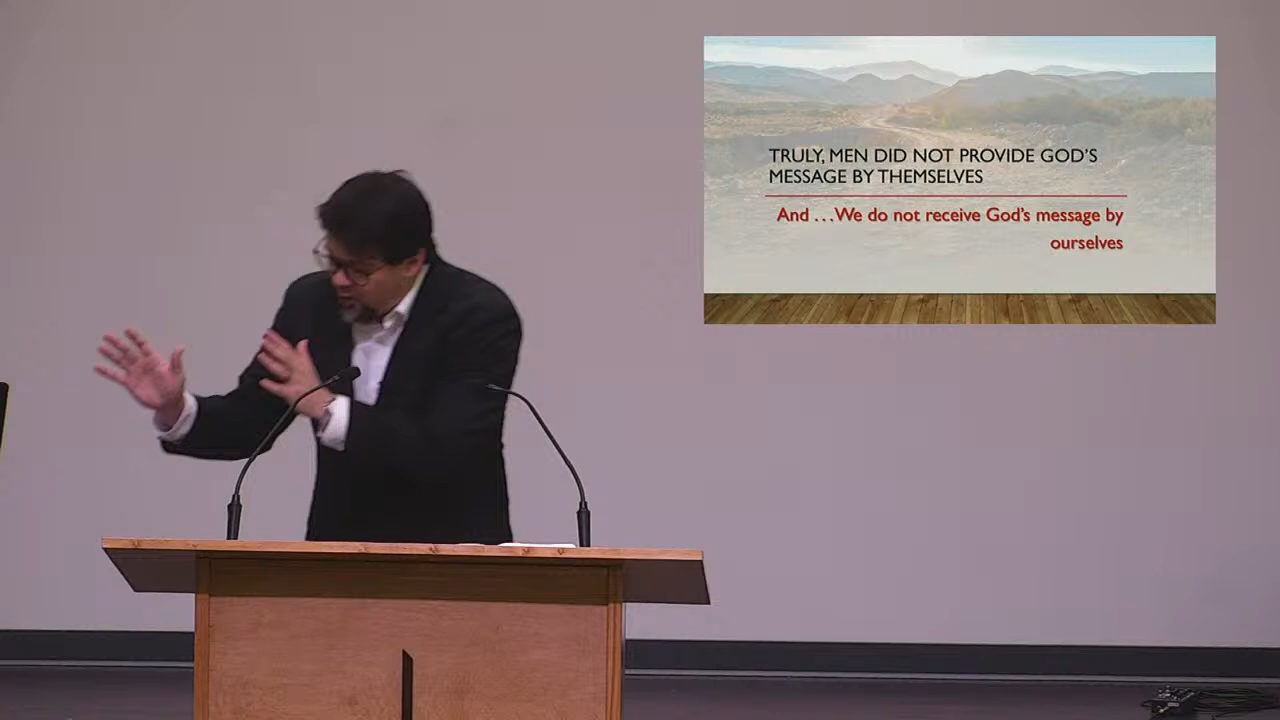 TRULY, MEN DID NOT PROVIDE GOD'S
MESSAGE BY THEMSELVES
And …We do not receive God's message by
ourselves